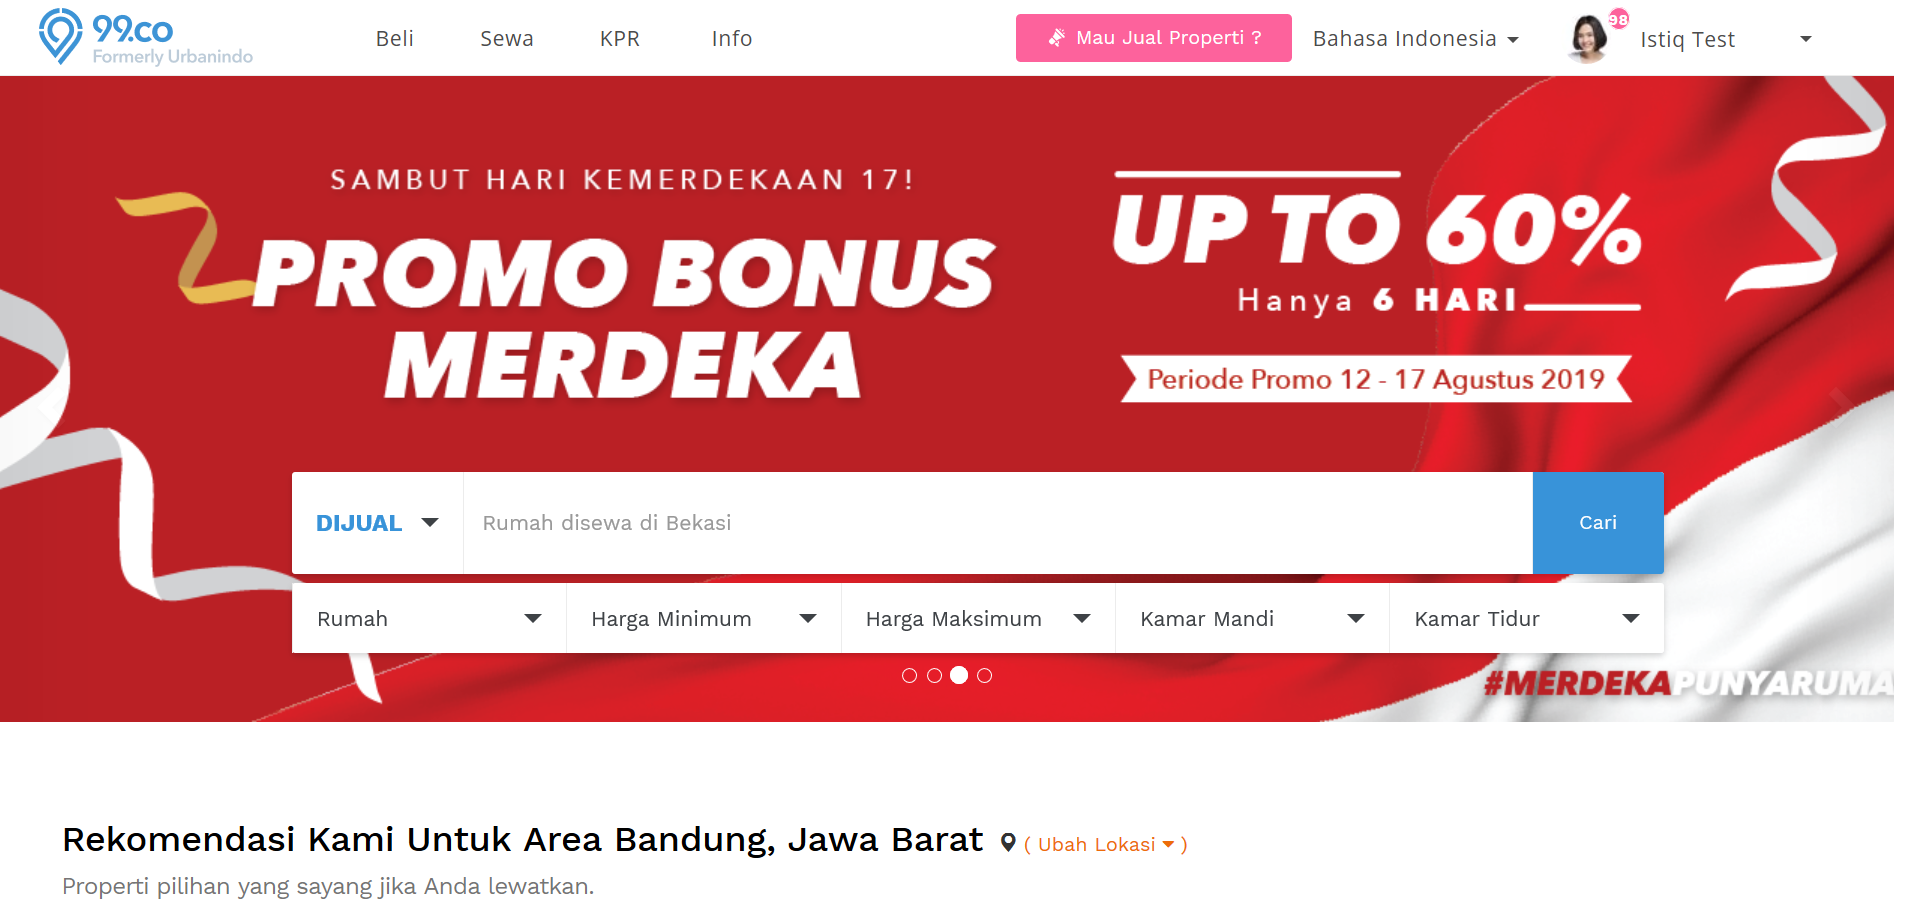 99.co
Formerly Urbanindo
Beli
Sewa
KPR
Info
Mau Jual Properti ?
Bahasa Indonesia
98
Istiq Test
SAMBUT HARI KEMERDEKAAN 17!
PROMO BONUS
MERDEKA
UP TO 60%
Hanya 6 HARI
Periode Promo 12 - 17 Agustus 2019
DIJUAL
Rumah disewa di Bekasi
Cari
Rumah
Harga Minimum
Harga Maksimum
Kamar Mandi
Kamar Tidur
#MERDEKAPUNYARUMA
Rekomendasi Kami Untuk Area Bandung, Jawa Barat
( Ubah Lokasi )
Properti pilihan yang sayang jika Anda lewatkan.